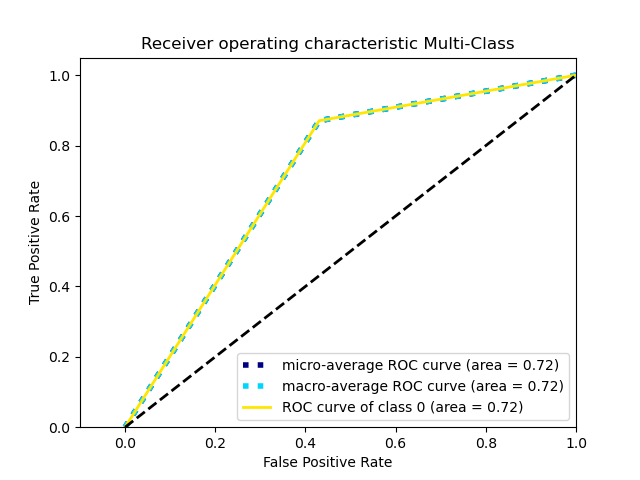 Receiver operating characteristic Multi-Class
1.0
0.8
0.6
0.4
0.2
0.0
True Positive Rate
micro-average ROC curve (area = 0.72)
macro-average ROC curve (area = 0.72)
ROC curve of class 0 (area = 0.72)
0.0 0.2 0.4 0.6 0.8 1.0
False Positive Rate